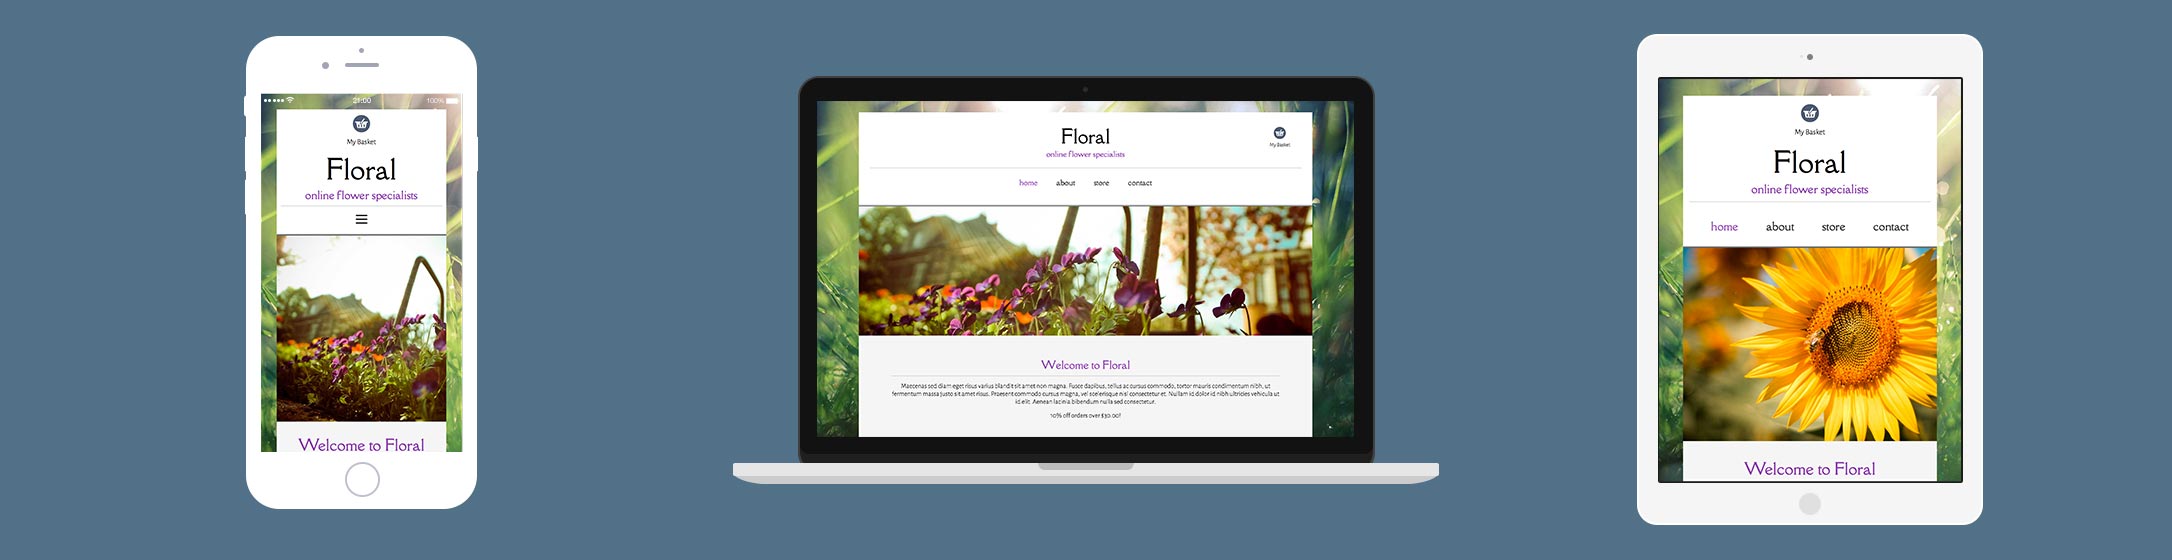 21:00
100%
My Basket
Floral
online flower specialists
Welcome to Floral
Floral
online flower specialists
My Basket
home about store contact
Welcome to Floral
Maecenas sed diam eget risus varius blandit sit amet non magna. Fusce dapibus, tellus ac cursus commodo, tortor mauris condimentum nibh, ut
fermentum massa justo sit amet risus. Praesent commodo cursus magna, vel scelerisque nisl consectetur et. Nullam id dolor id nibh ultricies vehicula ut
id elit. Aenean lacinia bibendum nulla sed consectetur.
10% off orders over $30.00!
My Basket
Floral
online flower specialists
home about store contact
Welcome to Floral